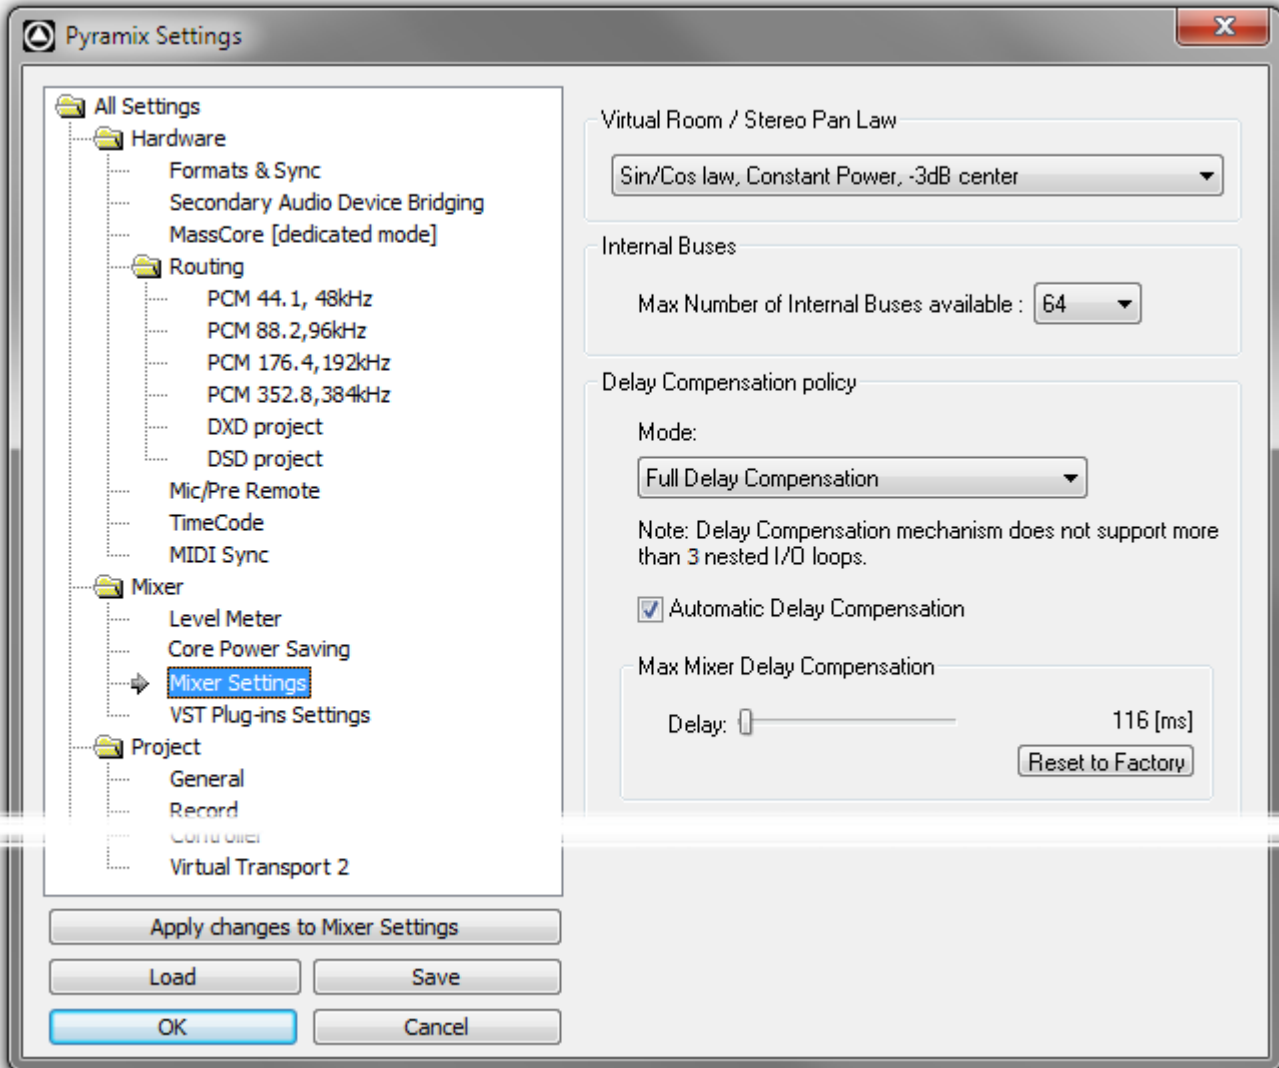 Pyramix Settings
All Settings
Hardware
Formats & Sync
Secondary Audio Device Bridging
MassCore [dedicated mode]
Routing
PCM 44.1, 48kHz
PCM 88.2,96kHz
PCM 176.4,192kHz
PCM 352.8,384kHz
DXD project
DSD project
Mic/Pre Remote
TimeCode
MIDI Sync
Mixer
Level Meter
Core Power Saving
Mixer Settings
VST Plug-ins Settings
Project
General
Record
Controller
Virtual Transport 2
Apply changes to Mixer Settings
Load
Save
OK
Cancel
Virtual Room / Stereo Pan Law
Sin/Cos law, Constant Power, -3dB center
Internal Buses
Max Number of Internal Buses available : 64
Delay Compensation policy
Mode:
Full Delay Compensation
Note: Delay Compensation mechanism does not support more
than 3 nested I/O loops.
Automatic Delay Compensation
Max Mixer Delay Compensation
Delay: 116 [ms]
Reset to Factory